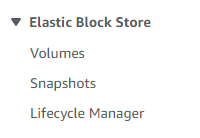 Elastic Block Store
Volumes
Snapshots
Lifecycle Manager